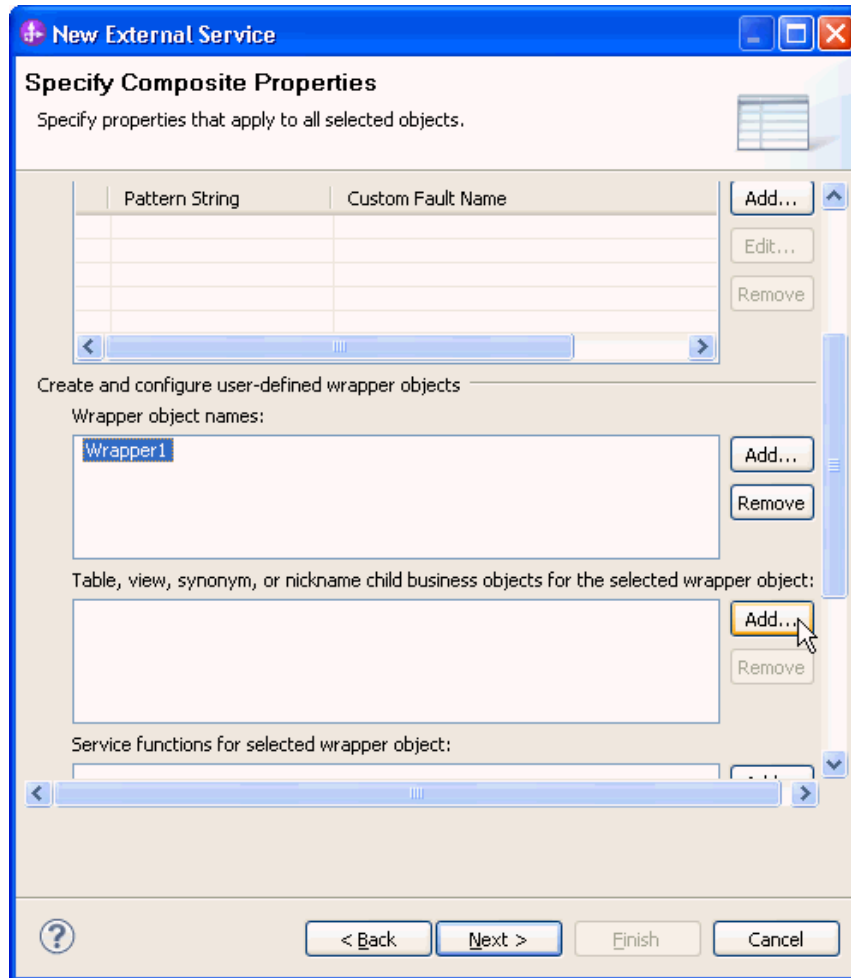 New External Service
Specify Composite Properties
Specify properties that apply to all selected objects.
Pattern String Custom Fault Name
Add...
Edit...
Remove
Create and configure user-defined wrapper objects
Wrapper object names:
Wrapper1
Add...
Remove
Table, view, synonym, or nickname child business objects for the selected wrapper object:
Add...
Remove
Service functions for selected wrapper object:
< Back Next > Finish Cancel